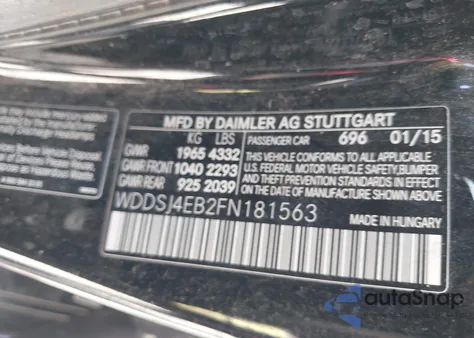 MFD BY DAIMLER AG STUTTGART
KG LBS PASSENGER CAR 696 01/15
GVWR 1965 4332 THIS VEHICLE CONFORMS TO ALL APPLICABLE
GAWR FRONT 1040 2293 U.S. FEDERAL MOTOR VEHICLE SAFETY, BUMPER
GAWR REAR 925 2039 AND THEFT PREVENTION STANDARDS IN EFFECT
ON THE DATE OF MANUFACTURE SHOWN ABOVE.
WDDSJ4EB2FN181563 MADE IN HUNGARY
autoSnap